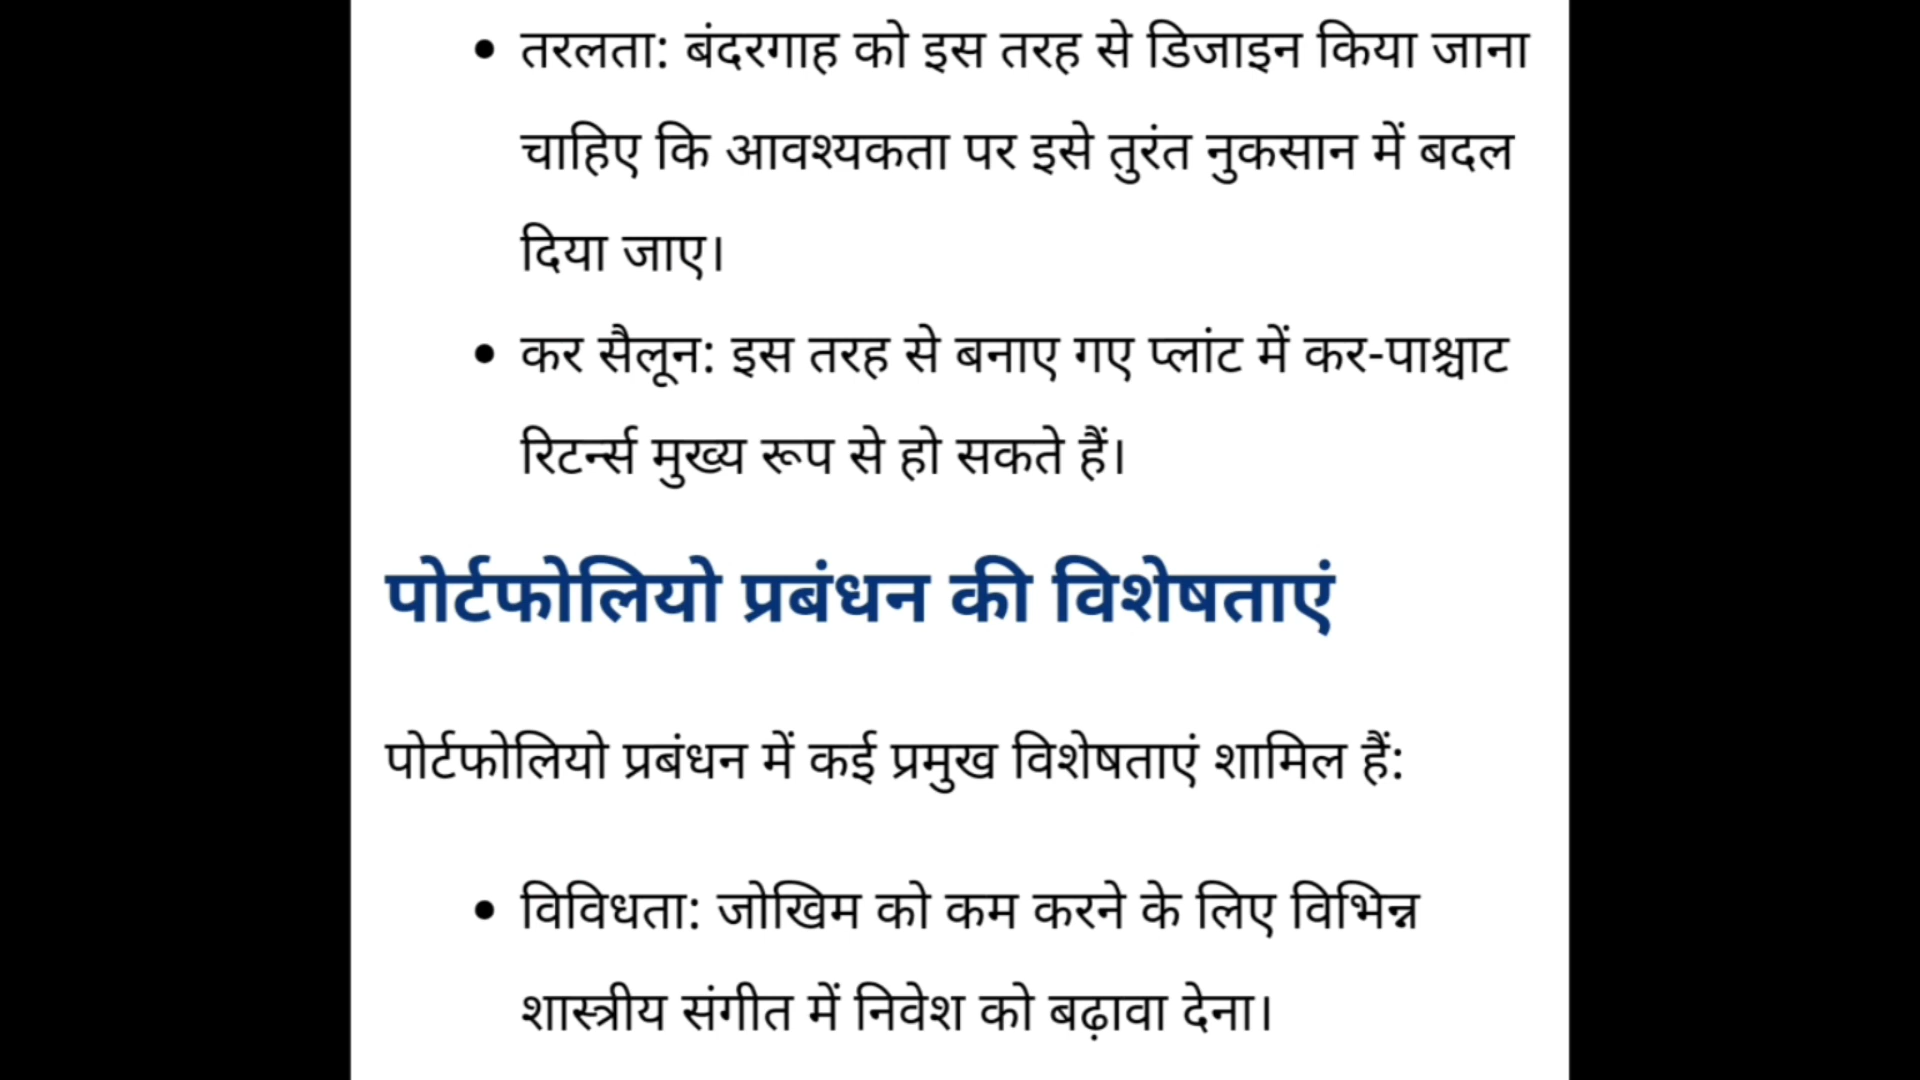 • तरलता: बंदरगाह को इस तरह से डिजाइन किया जाना
चाहिए कि आवश्यकता पर इसे तुरंत नुकसान में बदल
दिया जाए।
• कर सैलून: इस तरह से बनाए गए प्लांट में कर-पाश्चाट
रिटर्न्स मुख्य रूप से हो सकते हैं।
पोर्टफोलियो प्रबंधन की विशेषताएं
पोर्टफोलियो प्रबंधन में कई प्रमुख विशेषताएं शामिल हैं:
• विविधता: जोखिम को कम करने के लिए विभिन्न
शास्त्रीय संगीत में निवेश को बढ़ावा देना।